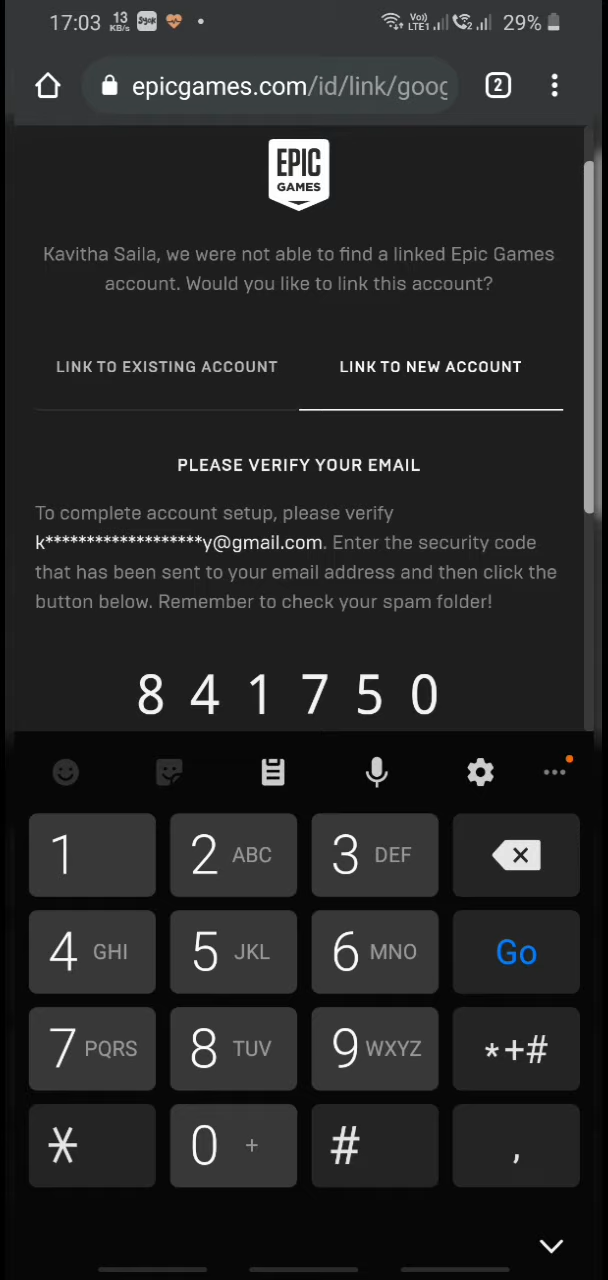 17:03 13 KB/s Vo) LTE1 2 29%
epicgames.com/id/link/goog 2
EPIC
GAMES
Kavitha Saila, we were not able to find a linked Epic Games
account. Would you like to link this account?
LINK TO EXISTING ACCOUNT LINK TO NEW ACCOUNT
PLEASE VERIFY YOUR EMAIL
To complete account setup, please verify
k*******************y@gmail.com. Enter the security code
that has been sent to your email address and then click the
button below. Remember to check your spam folder!
8 4 1 7 5 0
1 2 ABC 3 DEF
4 GHI 5 JKL 6 MNO Go
7 PQRS 8 TUV 9 WXYZ *+#
* 0 + # ,